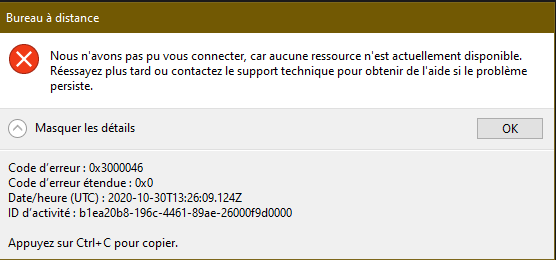 Bureau à distance
Nous n'avons pas pu vous connecter, car aucune ressource n'est actuellement disponible.
Réessayez plus tard ou contactez le support technique pour obtenir de l'aide si le problème
persiste.
Masquer les détails
OK
Code d'erreur : 0x3000046
Code d'erreur étendue : 0x0
Date/heure (UTC) : 2020-10-30T13:26:09.124Z
ID d'activité : b1ea20b8-196c-4461-89ae-26000f9d0000
Appuyez sur Ctrl+C pour copier.